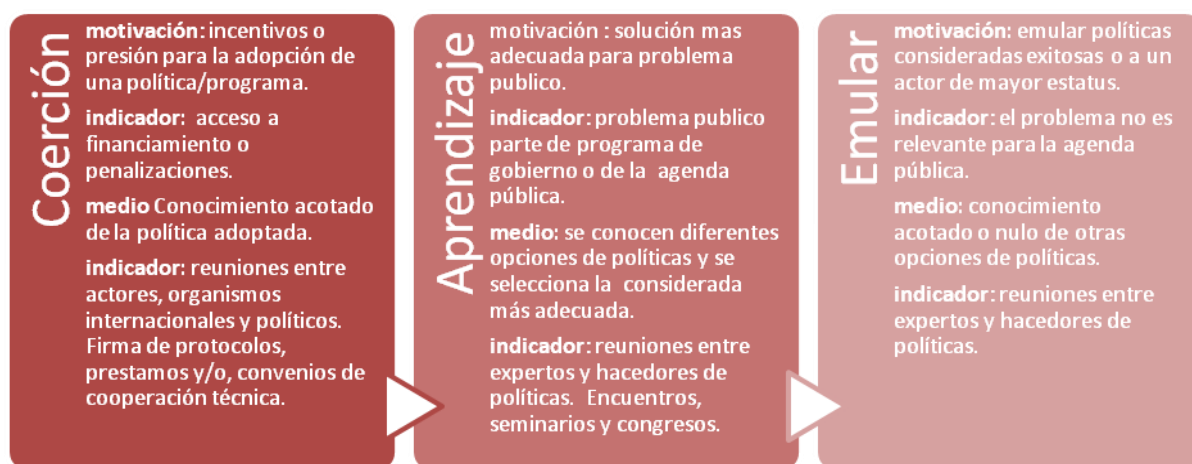 Coerción
motivación: incentivos o
presión para la adopción de
una política/programa.
indicador: acceso a
financiamiento o
penalizaciones.
medio Conocimiento acotado
de la política adoptada.
indicador: reuniones entre
actores, organismos
internacionales y políticos.
Firma de protocolos,
prestamos y/o, convenios de
cooperación técnica.
Aprendizaje
motivación : solución mas
adecuada para problema
publico.
indicador: problema publico
parte de programa de
gobierno o de la agenda
pública.
medio: se conocen diferentes
opciones de políticas y se
selecciona la considerada
más adecuada.
indicador: reuniones entre
expertos y hacedores de
políticas. Encuentros,
seminarios y congresos.
Emular
motivación: emular políticas
consideradas exitosas o a un
actor de mayor estatus.
indicador: el problema no es
relevante para la agenda
pública.
medio: conocimiento
acotado o nulo de otras
opciones de políticas.
indicador: reuniones entre
expertos y hacedores de
políticas.